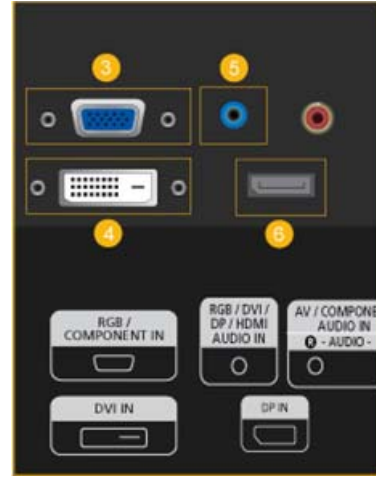 3
5
4
6
RGB /
COMPONENT IN
RGB / DVI /
DP / HDMI
AUDIO IN
AV / COMPONE
AUDIO IN
R - AUDIO -
DVI IN
DP IN